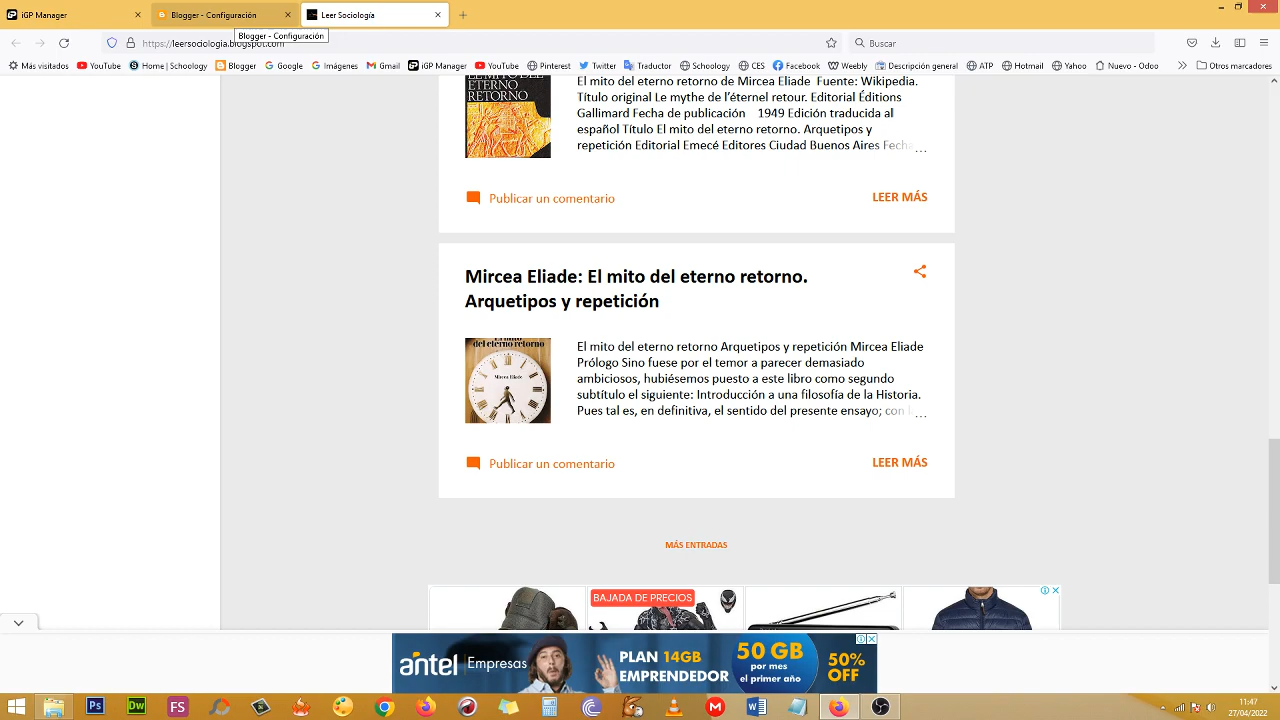 iGP Manager
Blogger - Configuración
Leer Sociología
Blogger - Configuración
https://leersociologia.blogspot.com
Buscar
Más visitados
YouTube
Home | Schoology
Blogger
Google
Imágenes
Gmail
iGP Manager
YouTube
Pinterest
Twitter
Traductor
Schoology
CES
Facebook
Weebly
Descripción general
ATP
Hotmail
Yaho
Nuevo - Odoo
Otros marcadores
EL MITO DEL
ETERNO
RETORNO
El mito del eterno retorno de Mircea Eliade Fuente: Wikipedia.
Título original Le mythe de l’éternel retour. Editorial Éditions
Gallimard Fecha de publicación 1949 Edición traducida al
español Título El mito del eterno retorno. Arquetipos y
repetición Editorial Emecé Editores Ciudad Buenos Aires Fecha
...
Publicar un comentario
LEER MÁS
Mircea Eliade: El mito del eterno retorno.
Arquetipos y repetición
El mito
del eterno retorno
Mircea Eliade
El mito del eterno retorno Arquetipos y repetición Mircea Eliade
Prólogo Sino fuese por el temor a parecer demasiado
ambiciosos, hubiésemos puesto a este libro como segundo
subtítulo el siguiente: Introducción a una filosofía de la Historia.
Pues tal es, en definitiva, el sentido del presente ensayo; con
...
Publicar un comentario
LEER MÁS
MÁS ENTRADAS
BAJADA DE PRECIOS
antel Empresas
PLAN 14GB
EMPRENDEDOR
50 GB
por mes
el primer año
50%
OFF
Ps
Dw
FS
11:47
27/04/2022